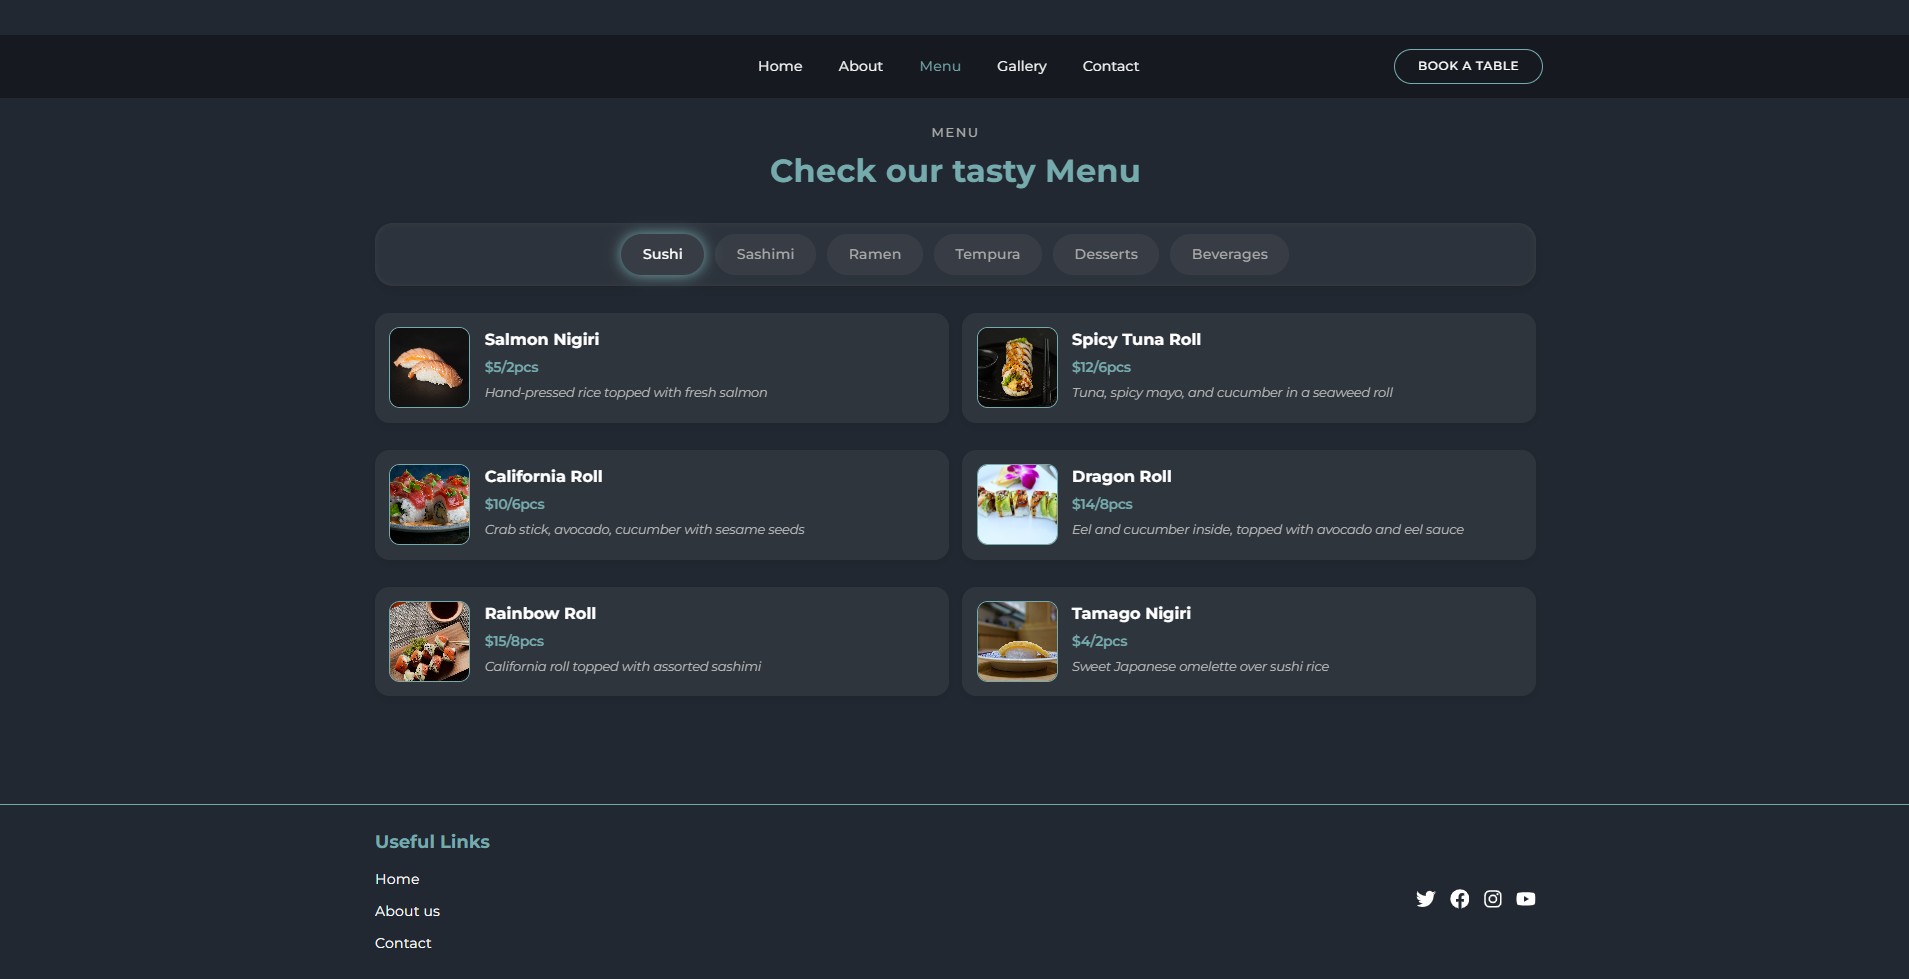 Home About Menu Gallery Contact BOOK A TABLE
MENU
Check our tasty Menu
Sushi Sashimi Ramen Tempura Desserts Beverages
Salmon Nigiri
$5/2pcs
Hand-pressed rice topped with fresh salmon
Spicy Tuna Roll
$12/6pcs
Tuna, spicy mayo, and cucumber in a seaweed roll
California Roll
$10/6pcs
Crab stick, avocado, cucumber with sesame seeds
Dragon Roll
$14/8pcs
Eel and cucumber inside, topped with avocado and eel sauce
Rainbow Roll
$15/8pcs
California roll topped with assorted sashimi
Tamago Nigiri
$4/2pcs
Sweet Japanese omelette over sushi rice
Useful Links
Home
About us
Contact